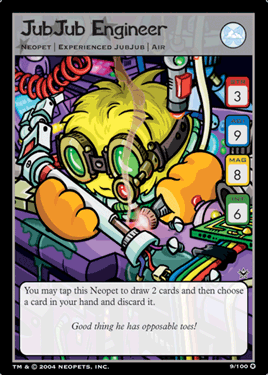 JubJub Engineer
Neopet | Experienced JubJub | Air
3
9
MAG
8
6
You may tap this Neopet to draw 2 cards and then choose
a card in your hand and discard it.
Good thing he has opposable toes!
TM & © 2004 NEOPETS, INC.
9/100